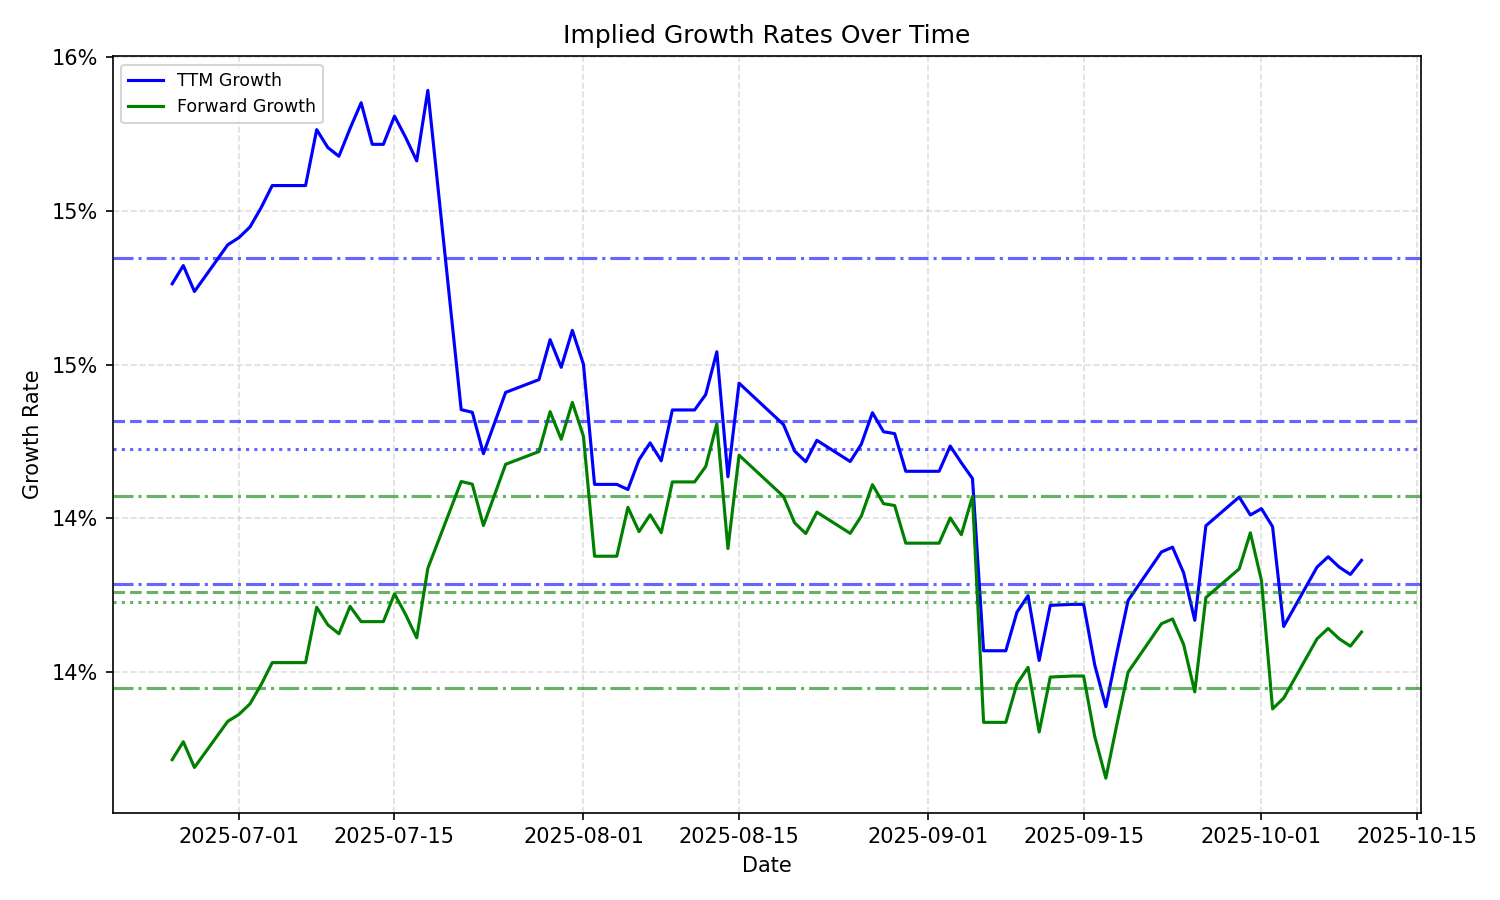 Implied Growth Rates Over Time
TTM Growth
Forward Growth
16%
15%
15%
14%
14%
Growth Rate
2025-07-01
2025-07-15
2025-08-01
2025-08-15
2025-09-01
2025-09-15
2025-10-01
2025-10-15
Date